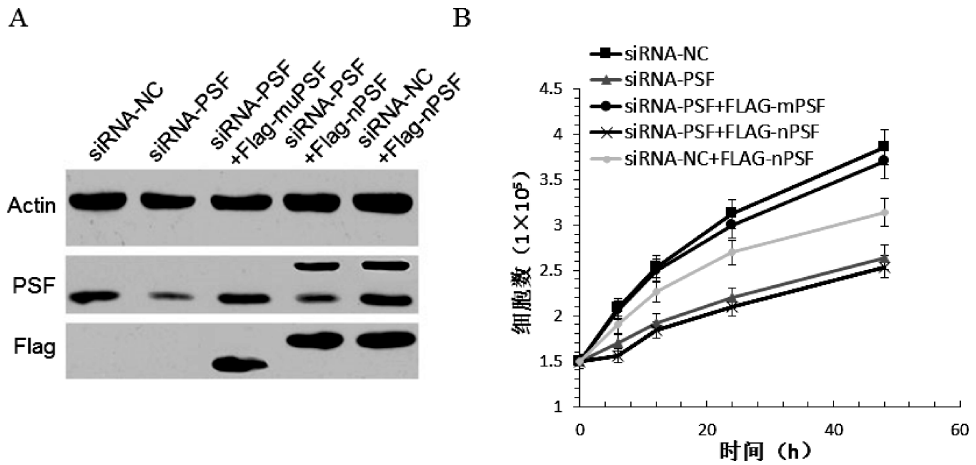 A
siRNA-NC
siRNA-PSF
siRNA-PSF
+Flag-muPSF
siRNA-PSF
+Flag-nPSF
siRNA-NC
+Flag-nPSF
Actin
PSF
Flag
B
siRNA-NC
siRNA-PSF
siRNA-PSF+FLAG-mPSF
siRNA-PSF+FLAG-nPSF
siRNA-NC+FLAG-nPSF
细胞数（1×10⁵）
4.5
4
3.5
3
2.5
2
1.5
1
0 20 40 60
时间（h）